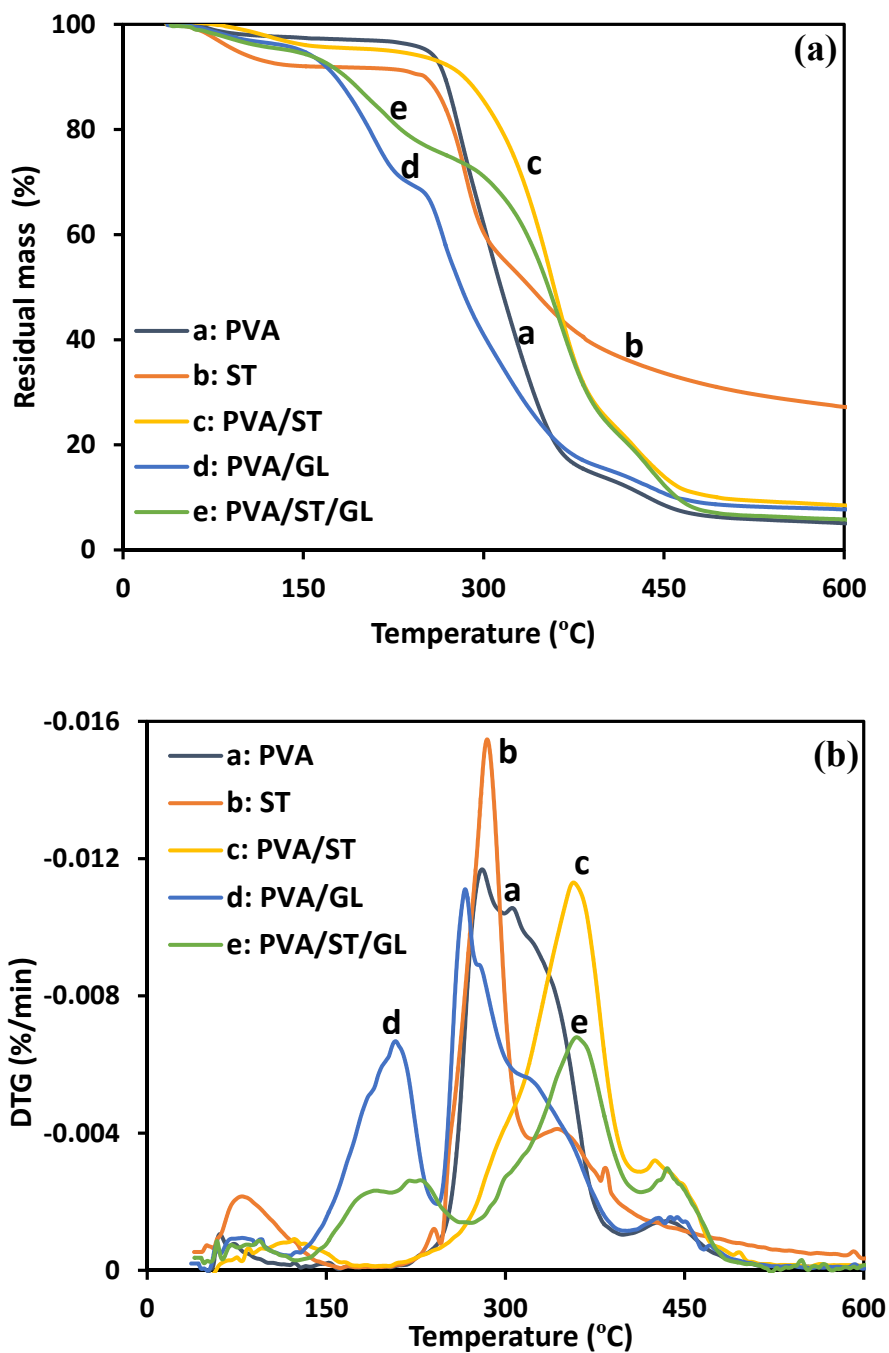 100
(a)
e
80
c
d
Residual mass (%)
60
a: PVA
a
40
b: ST
b
c: PVA/ST
20
d: PVA/GL
e: PVA/ST/GL
0
0 150 300 450 600
Temperature (ºC)
-0.016
(b)
a: PVA
b
b: ST
-0.012
c: PVA/ST
c
a
d: PVA/GL
e: PVA/ST/GL
-0.008
d
e
DTG (%/min)
-0.004
0
0 150 300 450 600
Temperature (ºC)